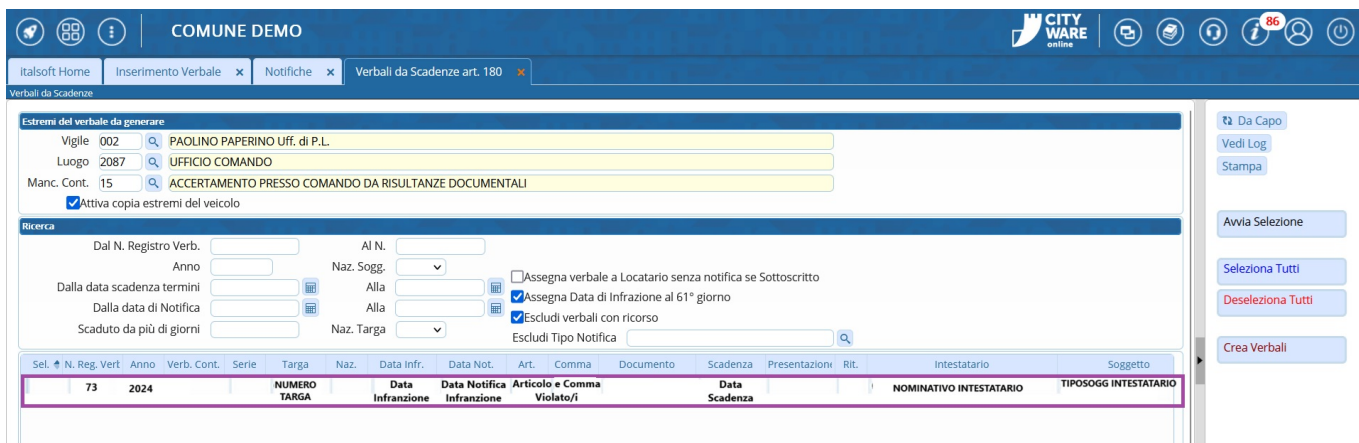 COMUNE DEMO
CITY
WARE
online
86
italsoft Home
Inserimento Verbale x
Notifiche x
Verbali da Scadenze art. 180 x
Verbali da Scadenze
Estremi del verbale da generare
Vigile 002 PAOLINO PAPERINO Uff. di P.L.
Luogo 2087 UFFICIO COMANDO
Manc. Cont. 15 ACCERTAMENTO PRESSO COMANDO DA RISULTANZE DOCUMENTALI
Attiva copia estremi del veicolo
Ricerca
Dal N. Registro Verb. Al N.
Anno Naz. Sogg.
Assegna verbale a Locatario senza notifica se Sottoscritto
Dalla data scadenza termini Alla
Assegna Data di Infrazione al 61° giorno
Dalla data di Notifica Alla
Escludi verbali con ricorso
Scaduto da più di giorni Naz. Targa
Escludi Tipo Notifica
Sel. N. Reg. Vert Anno Verb. Cont. Serie Targa Naz. Data Infr. Data Not. Art. Comma Documento Scadenza Presentazione Rit. Intestatario Soggetto
73 2024 NUMERO TARGA Data Infranzione Data Notifica Infranzione Articolo e Comma Violato/i Data Scadenza NOMINATIVO INTESTATARIO TIPOSOGG INTESTATARIO
Da Capo
Vedi Log
Stampa
Avvia Selezione
Seleziona Tutti
Deseleziona Tutti
Crea Verbali